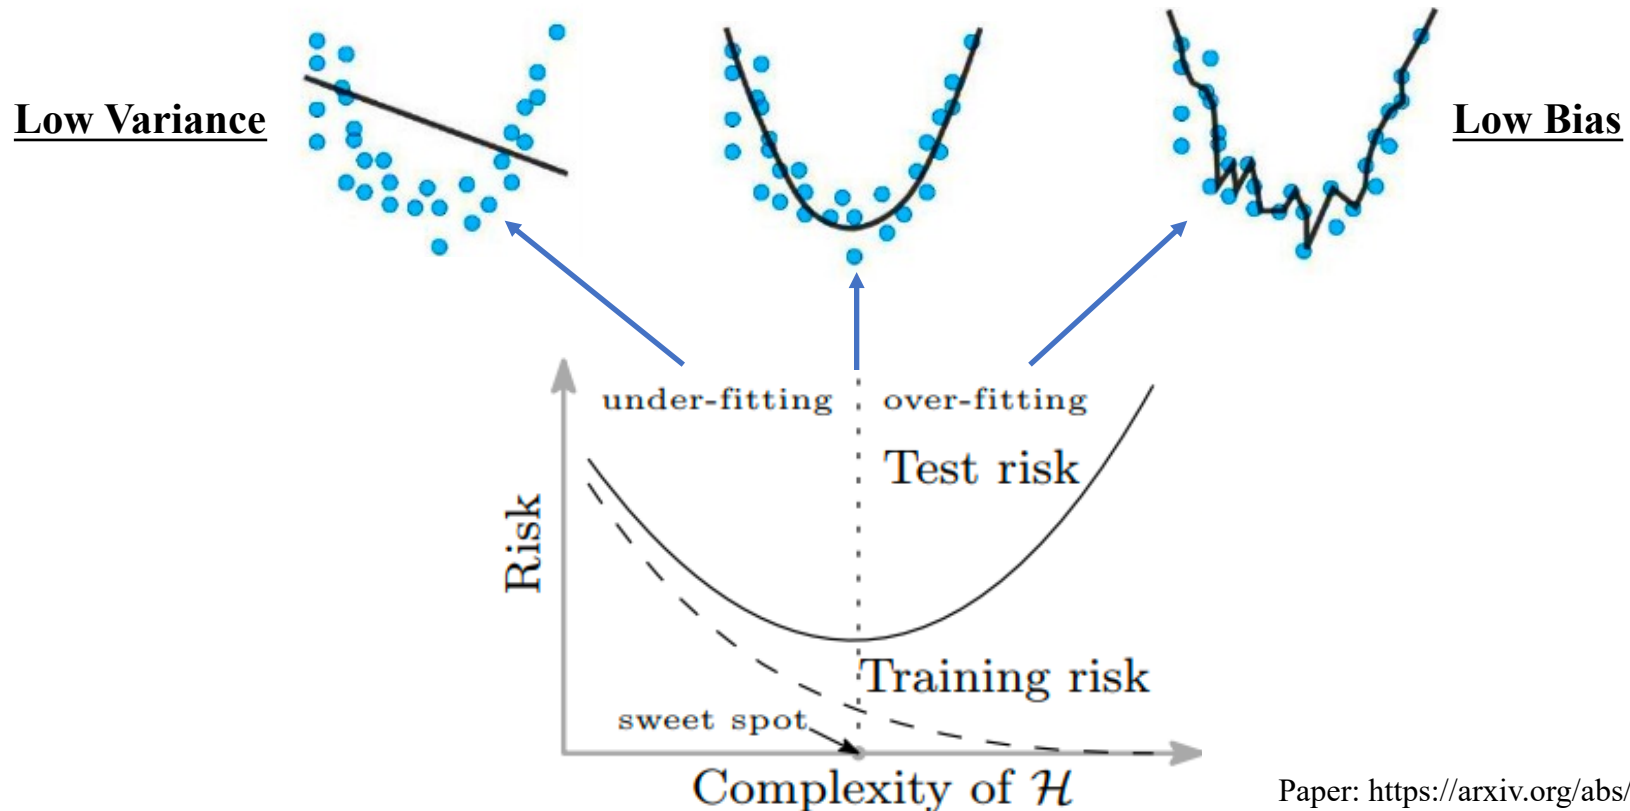 Low Variance
Low Bias
under-fitting
over-fitting
Test risk
Risk
Training risk
sweet spot
Complexity of ℋ
Paper: https://arxiv.org/abs/